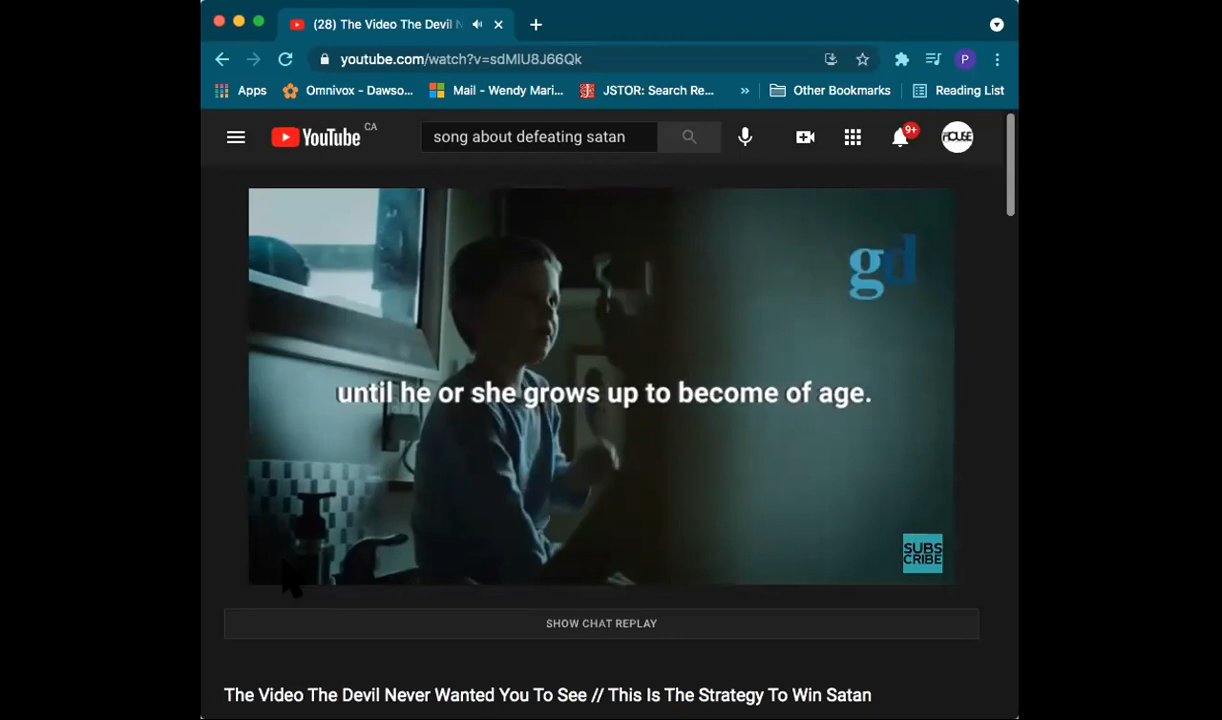 (28) The Video The Devil N
youtube.com/watch?v=sdMlU8J66Qk
P
Apps
Omnivox - Dawso...
Mail - Wendy Mari...
JSTOR: Search Re...
»
Other Bookmarks
Reading List
YouTube CA
song about defeating satan
9+
HOUSE
gd
until he or she grows up to become of age.
SUBS
CRIBE
SHOW CHAT REPLAY
The Video The Devil Never Wanted You To See // This Is The Strategy To Win Satan